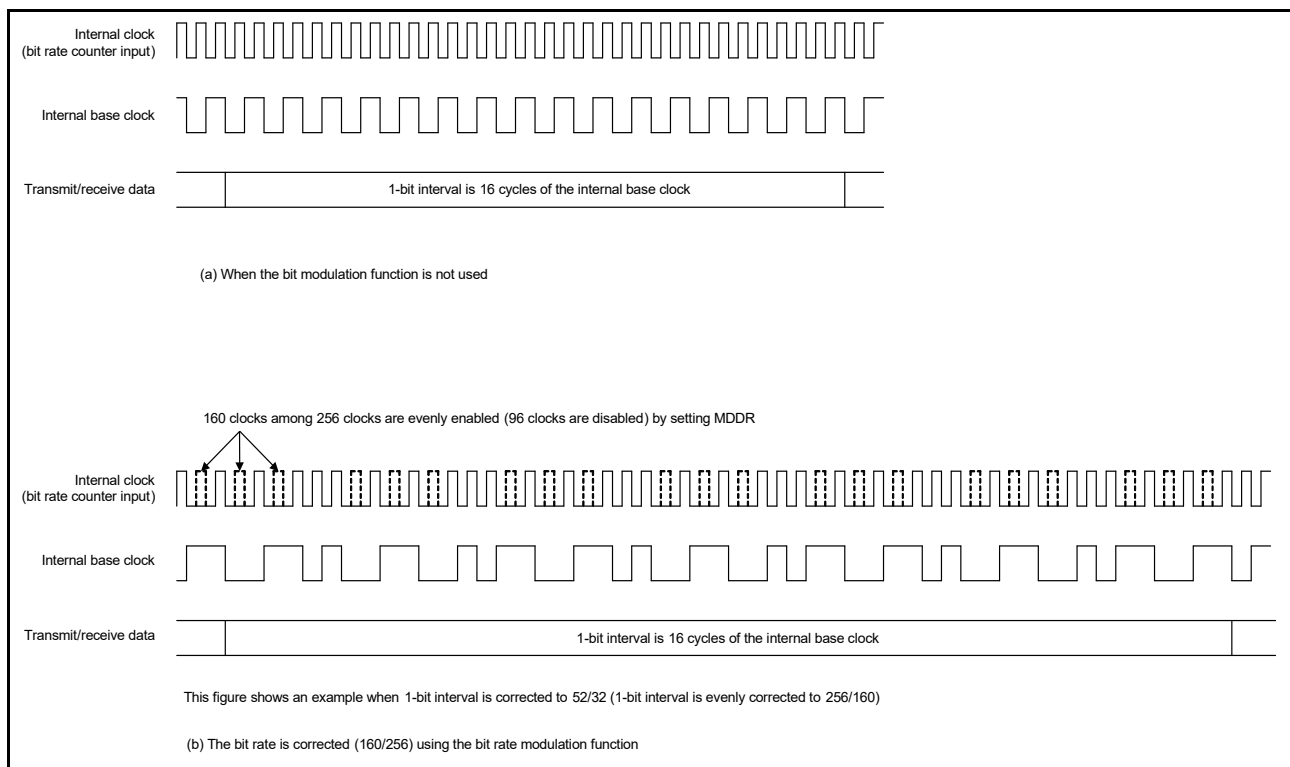 Internal clock
(bit rate counter input)
Internal base clock
Transmit/receive data
1-bit interval is 16 cycles of the internal base clock
(a) When the bit modulation function is not used
160 clocks among 256 clocks are evenly enabled (96 clocks are disabled) by setting MDDR
Internal clock
(bit rate counter input)
Internal base clock
Transmit/receive data
1-bit interval is 16 cycles of the internal base clock
This figure shows an example when 1-bit interval is corrected to 52/32 (1-bit interval is evenly corrected to 256/160)
(b) The bit rate is corrected (160/256) using the bit rate modulation function